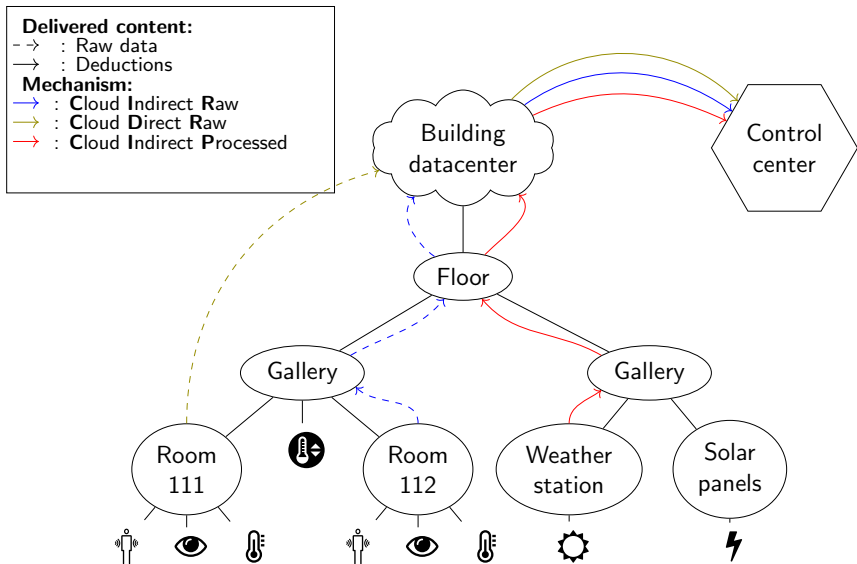 Delivered content:
: Raw data
: Deductions
Mechanism:
: Cloud Indirect Raw
: Cloud Direct Raw
: Cloud Indirect Processed
Building
datacenter
Control
center
Floor
Gallery
Gallery
Room
111
Room
112
Weather
station
Solar
panels